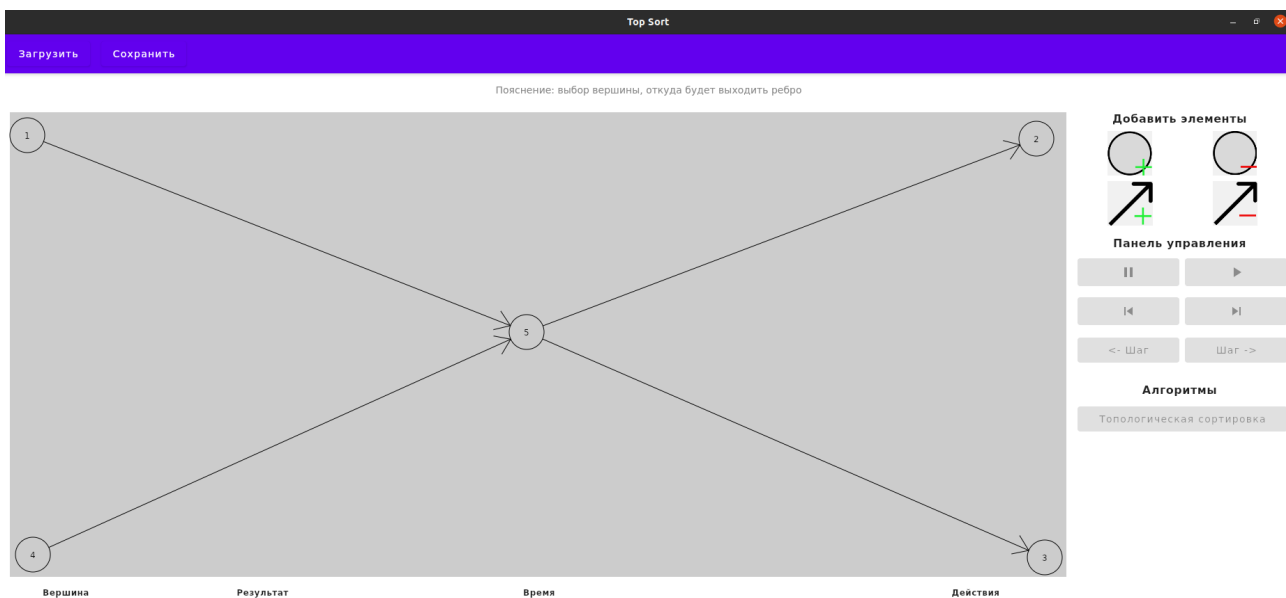 Top Sort
Загрузить Сохранить
Пояснение: выбор вершины, откуда будет выходить ребро
1
2
5
4
3
Добавить элементы
Панель управления
<- Шаг Шаг ->
Алгоритмы
Топологическая сортировка
Вершина Результат Время Действия